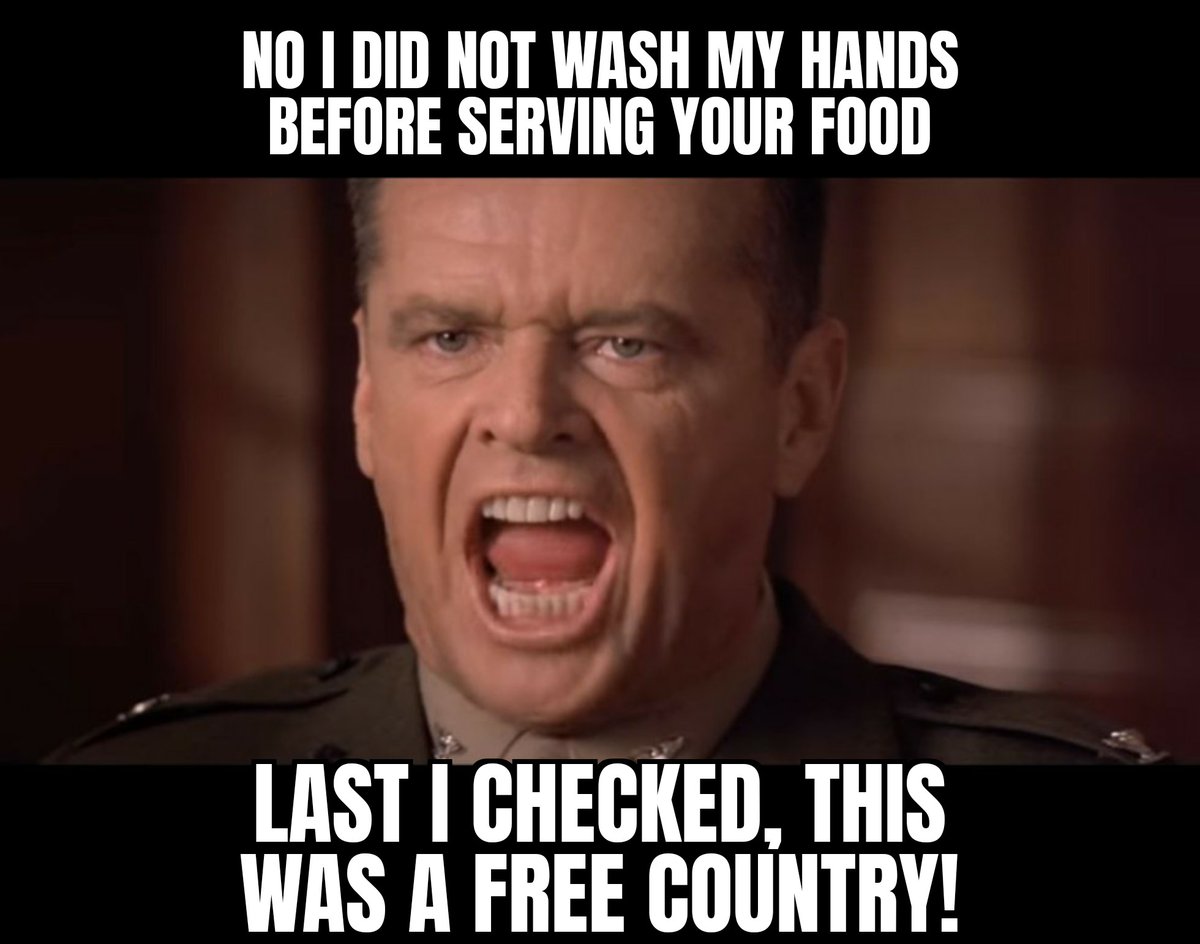 NO I DID NOT WASH MY HANDS
BEFORE SERVING YOUR FOOD
LAST I CHECKED, THIS
WAS A FREE COUNTRY!